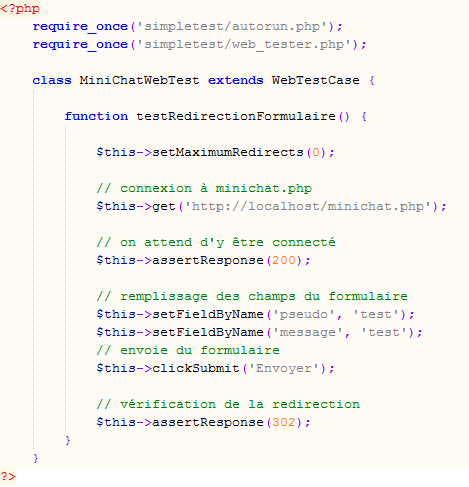 <?php
require_once('simpletest/autorun.php');
require_once('simpletest/web_tester.php');
class MiniChatWebTest extends WebTestCase {
function testRedirectionFormulaire() {
$this->setMaximumRedirects(0);
// connexion à minichat.php
$this->get('http://localhost/minichat.php');
// on attend d'y être connecté
$this->assertResponse(200);
// remplissage des champs du formulaire
$this->setFieldByName('pseudo', 'test');
$this->setFieldByName('message', 'test');
// envoie du formulaire
$this->clickSubmit('Envoyer');
// vérification de la redirection
$this->assertResponse(302);
}
}
?>